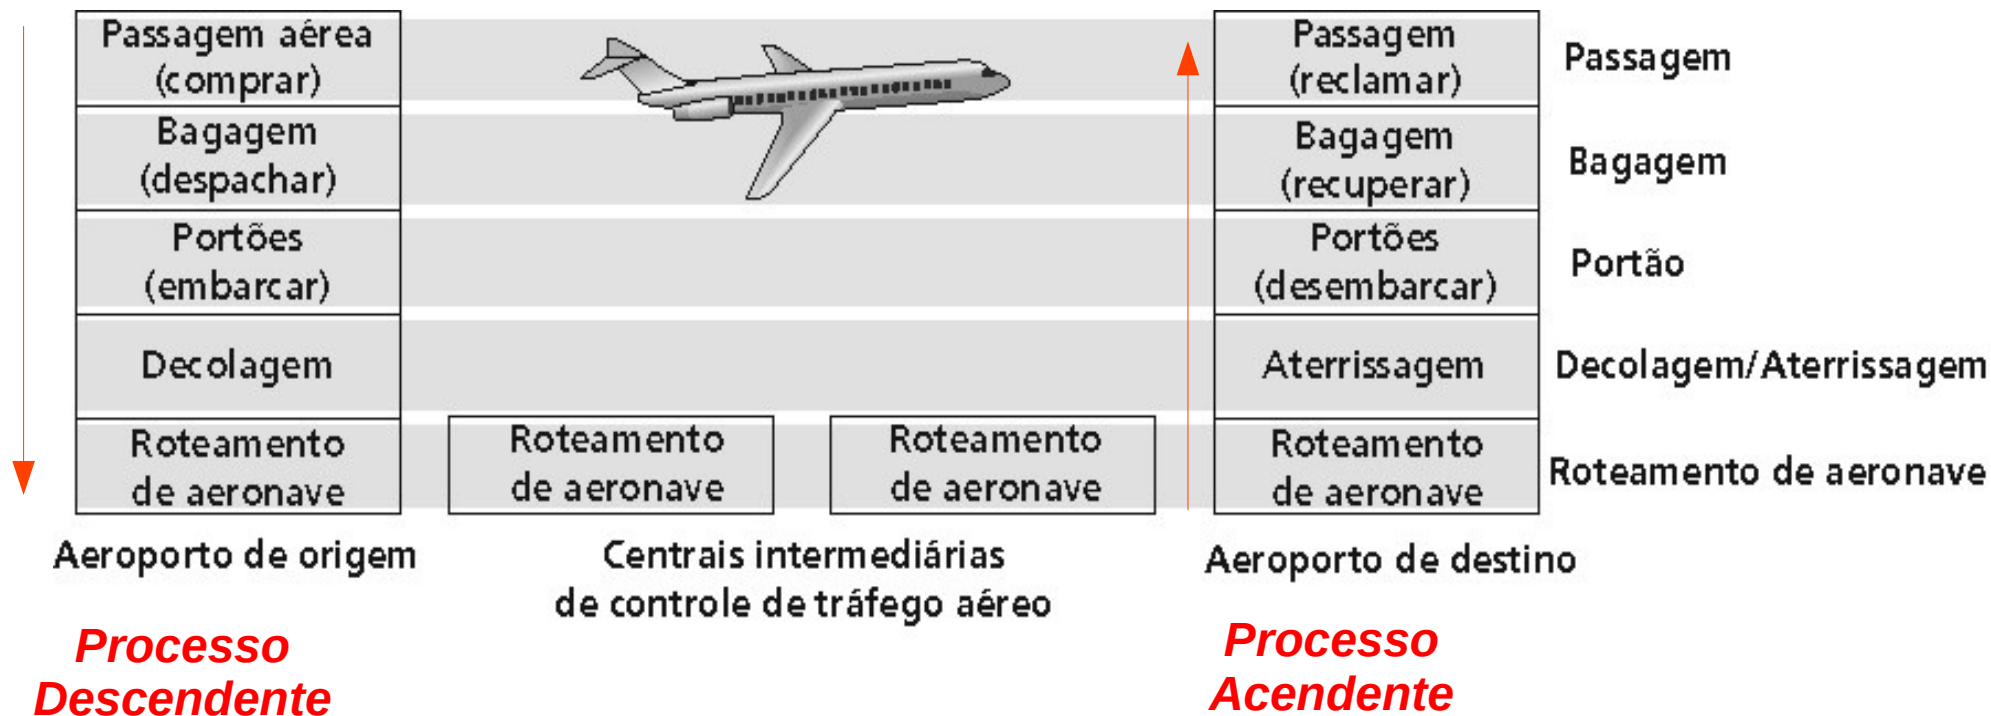 Passagem aérea
(comprar)
Bagagem
(despachar)
Portões
(embarcar)
Decolagem
Roteamento
de aeronave
Aeroporto de origem
Processo
Descendente
Roteamento
de aeronave
Roteamento
de aeronave
Centrais intermediárias
de controle de tráfego aéreo
Passagem
(reclamar)
Bagagem
(recuperar)
Portões
(desembarcar)
Aterrissagem
Roteamento
de aeronave
Aeroporto de destino
Processo
Acendente
Passagem
Bagagem
Portão
Decolagem/Aterrissagem
Roteamento de aeronave